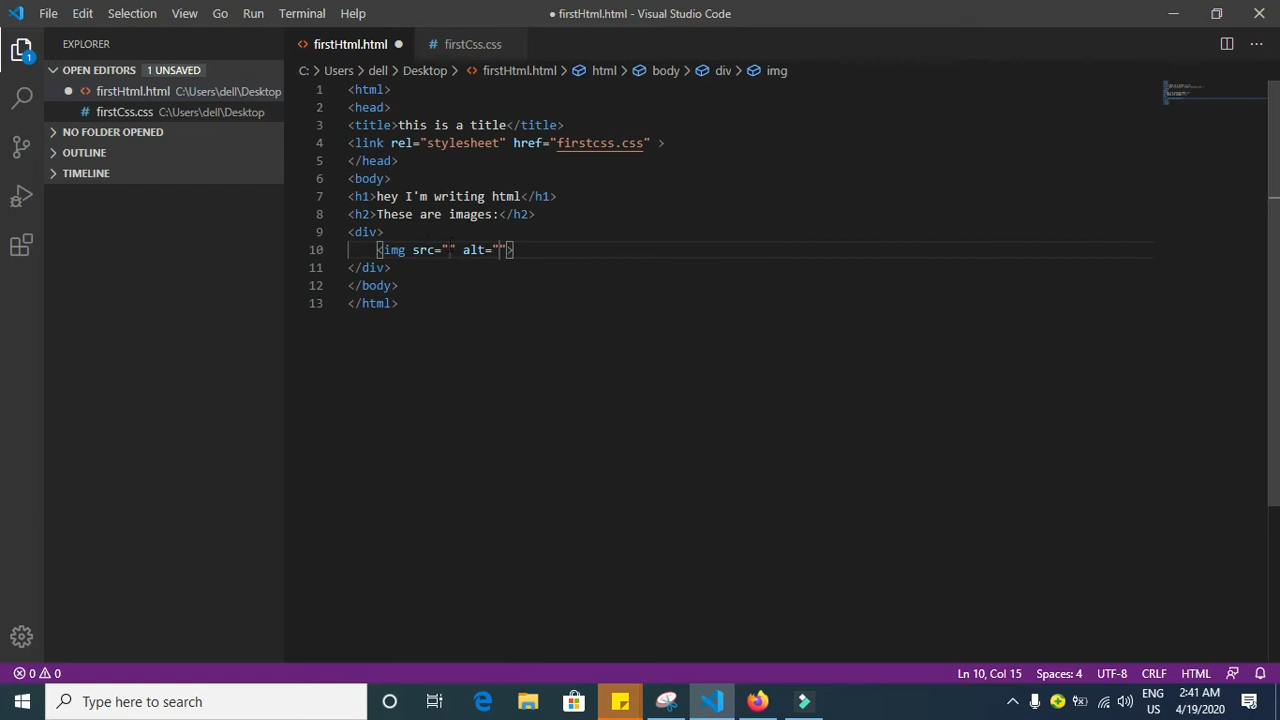 File Edit Selection View Go Run Terminal Help
● firstHtml.html - Visual Studio Code
EXPLORER
OPEN EDITORS 1 UNSAVED
firstHtml.html C:\Users\dell\Desktop
# firstCss.css C:\Users\dell\Desktop
NO FOLDER OPENED
OUTLINE
TIMELINE
1
firstHtml.html ●
# firstCss.css
C: > Users > dell > Desktop > firstHtml.html > html > body > div > img
1 <html>
2 <head>
3 <title>this is a title</title>
4 <link rel="stylesheet" href="firstcss.css" >
5 </head>
6 <body>
7 <h1>hey I'm writing html</h1>
8 <h2>These are images:</h2>
9 <div>
10 <img src="" alt="">
11 </div>
12 </body>
13 </html>
0 0
Ln 10, Col 15 Spaces: 4 UTF-8 CRLF HTML
Type here to search
ENG
US
2:41 AM
4/19/2020